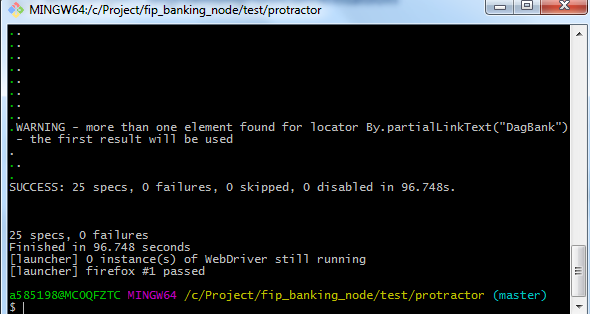 MINGW64:/c/Project/fip_banking_node/test/protractor
..
.
..
..
..
..
..
..
.WARNING - more than one element found for locator By.partialLinkText("DagBank")
- the first result will be used
.
..
.
SUCCESS: 25 specs, 0 failures, 0 skipped, 0 disabled in 96.748s.
25 specs, 0 failures
Finished in 96.748 seconds
[launcher] 0 instance(s) of WebDriver still running
[launcher] firefox #1 passed
a585198@MC0QFZTC MINGW64 /c/Project/fip_banking_node/test/protractor (master)
$